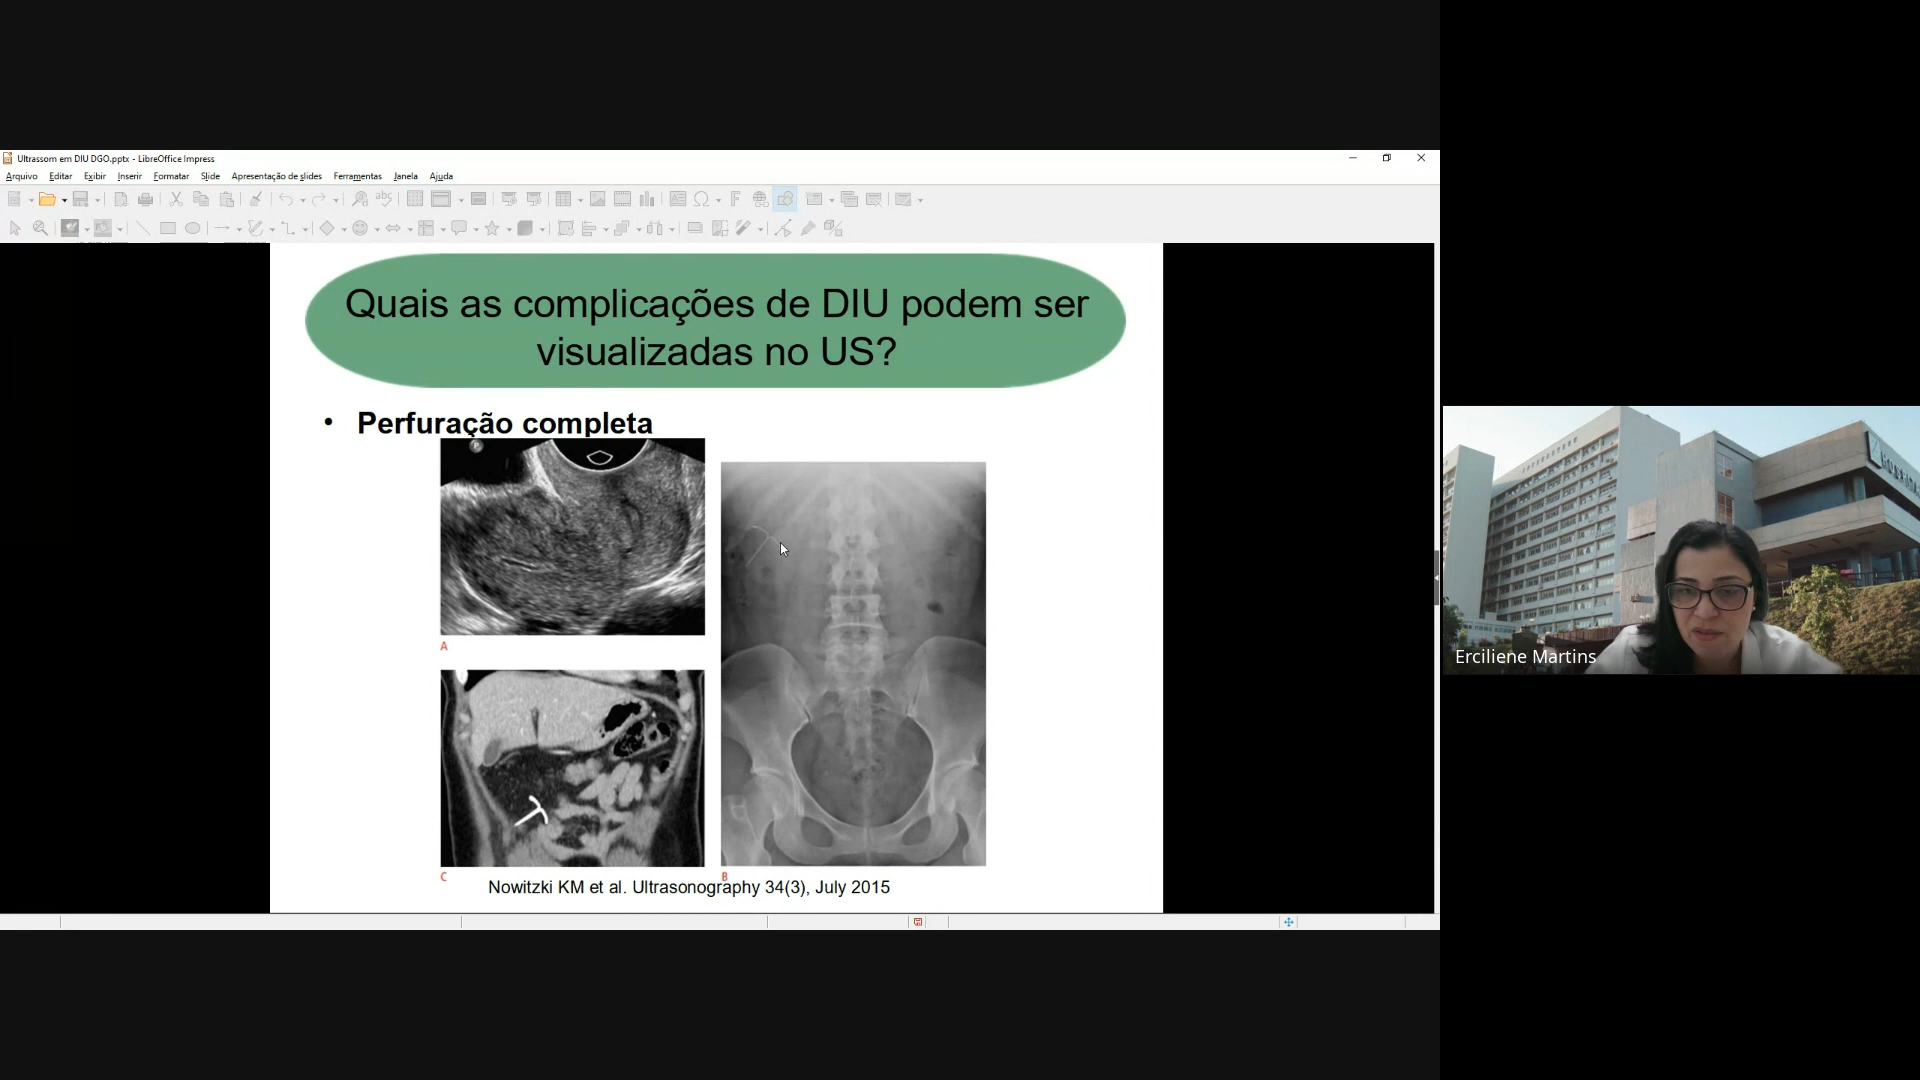 Ultrassom em DIU DGO.pptx - LibreOffice Impress
Arquivo Editar Exibir Inserir Formatar Slide Apresentação de slides Ferramentas Janela Ajuda
Quais as complicações de DIU podem ser
visualizadas no US?
• Perfuração completa
A
C
B
Nowitzki KM et al. Ultrasonography 34(3), July 2015
Erciliene Martins